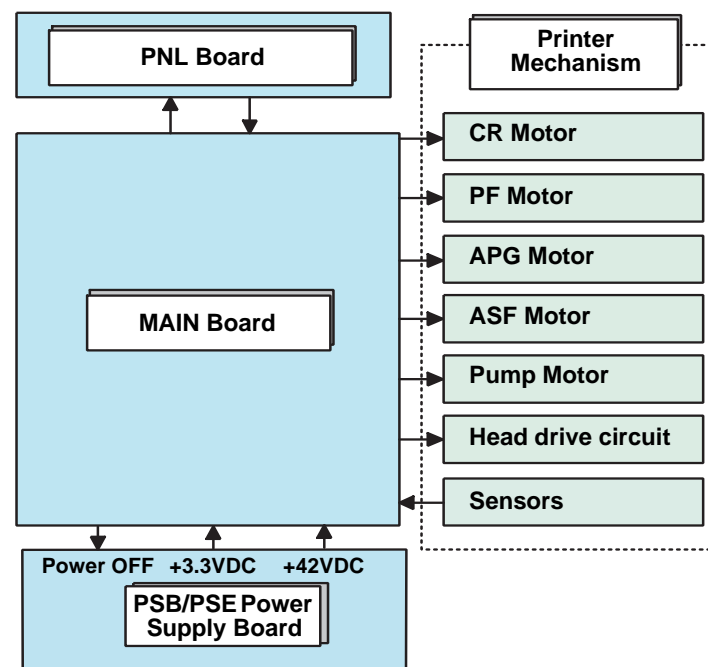 PNL Board
Printer
Mechanism
CR Motor
PF Motor
APG Motor
MAIN Board
ASF Motor
Pump Motor
Head drive circuit
Sensors
Power OFF +3.3VDC +42VDC
PSB/PSE Power
Supply Board